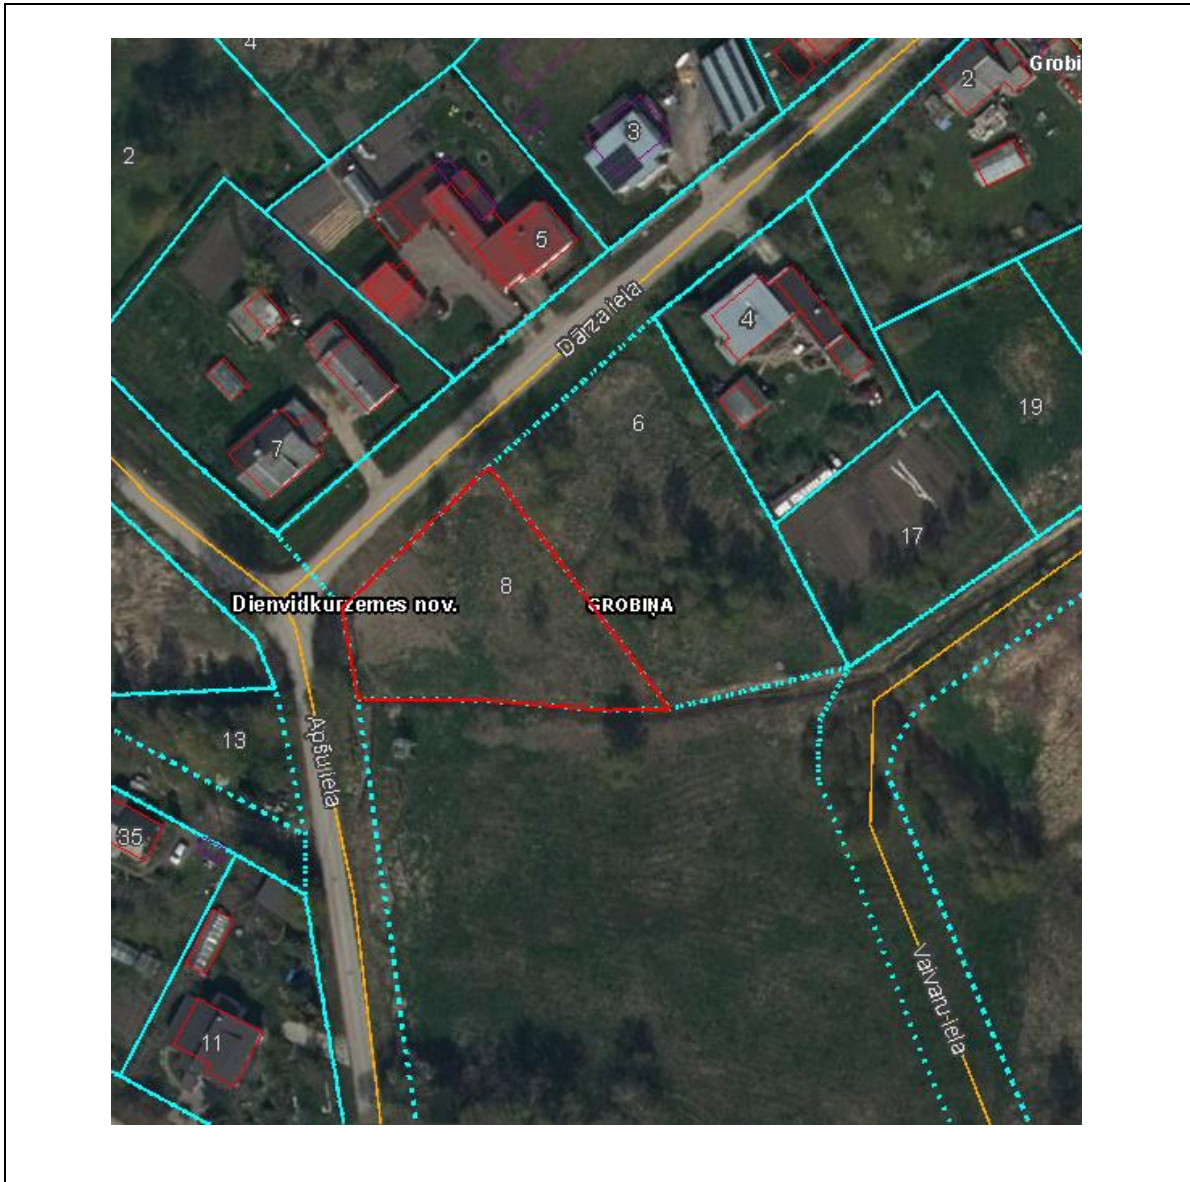 4
Grobi
2
2
3
5
Dārza iela
4
6
19
7
17
8
Dienvidkurzemes nov.
GROBIŅA
13
Apšu iela
35
Vaivaru iela
11